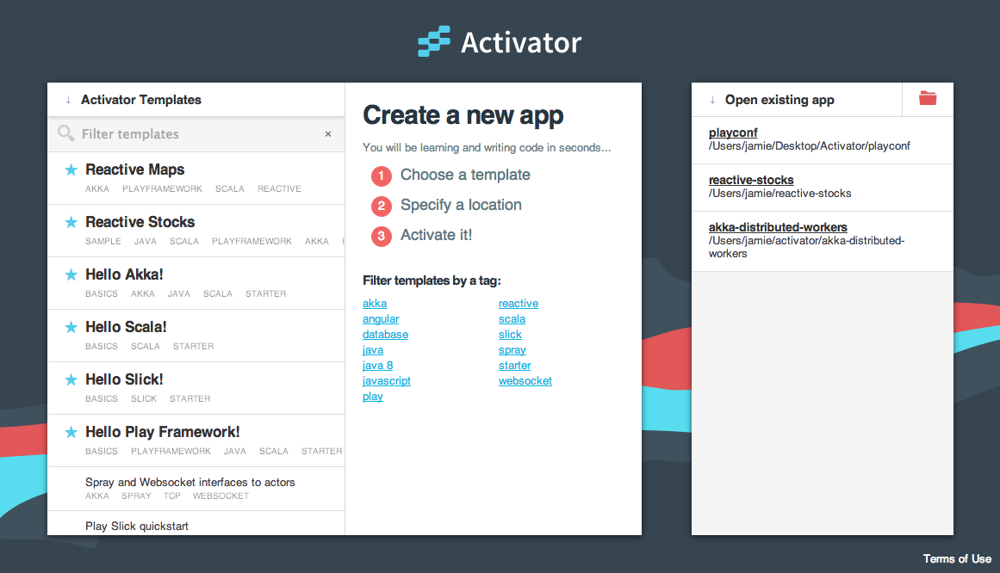 Activator
↓ Activator Templates
Filter templates ×
★ Reactive Maps
AKKA PLAYFRAMEWORK SCALA REACTIVE
★ Reactive Stocks
SAMPLE JAVA SCALA PLAYFRAMEWORK AKKA
★ Hello Akka!
BASICS AKKA JAVA SCALA STARTER
★ Hello Scala!
BASICS SCALA STARTER
★ Hello Slick!
BASICS SLICK STARTER
★ Hello Play Framework!
BASICS PLAYFRAMEWORK JAVA SCALA STARTER
Spray and Websocket interfaces to actors
AKKA SPRAY TCP WEBSOCKET
Play Slick quickstart
Create a new app
You will be learning and writing code in seconds...
1 Choose a template
2 Specify a location
3 Activate it!
Filter templates by a tag:
akka
angular
database
java
java 8
javascript
play
reactive
scala
slick
spray
starter
websocket
↓ Open existing app
playconf
/Users/jamie/Desktop/Activator/playconf
reactive-stocks
/Users/jamie/reactive-stocks
akka-distributed-workers
/Users/jamie/activator/akka-distributed-
workers
Terms of Use